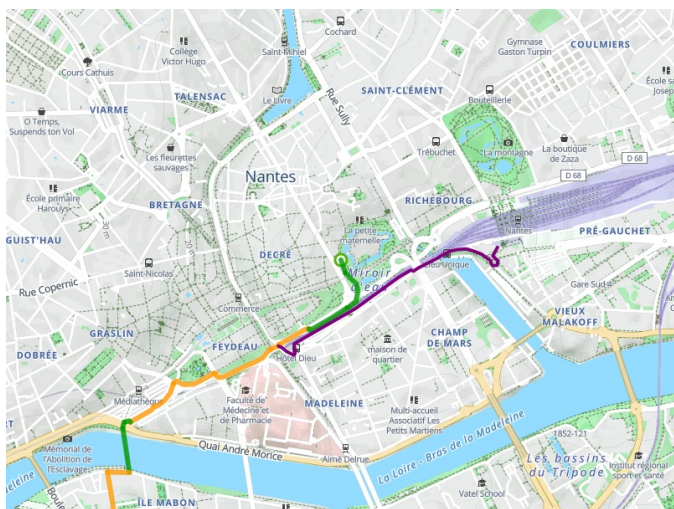 Cochard
Gymnase
Gaston Turpin
COULMIERS
Collège
Victor Hugo
Saint-Mihiel
Cours Cathuis
SAINT-CLÉMENT
TALENSAC
Le Livre
Bouteillerie
VIARME
Rue Sully
O Temps,
Suspends ton Vol
Trébuchet
La montagne
La boutique
de Zaza
D 68
Les fleurettes
sauvages
D 68
Nantes
École primaire
Harouys
RICHEBOURG
BRETAGNE
La petite
maternelle
Nantes
30 m
20 m
PRÉ-GAUCHET
GUIST'HAU
DECRÉ
Saint-Nicolas
Miroir
d'eau
Lieu Unique
Rue Copernic
Gare Sud 4
Commerce
VIEUX
MALAKOFF
GRASLIN
CHAMP
DE MARS
DOBRÉE
FEYDEAU
maison de
quartier
Hôtel Dieu
Médiathèque
Faculté de
Médecine et
de Pharmacie
MADELEINE
Multi-accueil
Associatif Les
Petits Martiens
Quai André Morice
La Loire - Bras de la Madeleine
1852-121
Mémorial de
l'Abolition de
l'Esclavage
Aimé Delrue
Les bassins
du Tripode
Institut régional
sport et santé
Vatel School
ÎLE MABON